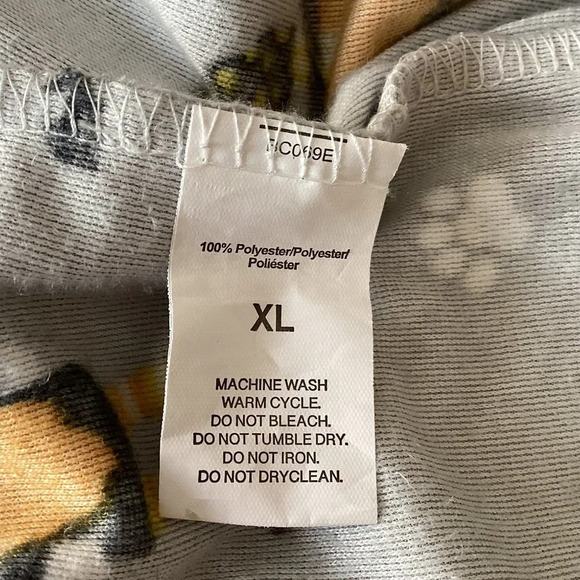 BC069E
100% Polyester/Polyester/
Poliéster
XL
MACHINE WASH
WARM CYCLE.
DO NOT BLEACH.
DO NOT TUMBLE DRY.
DO NOT IRON.
DO NOT DRYCLEAN.